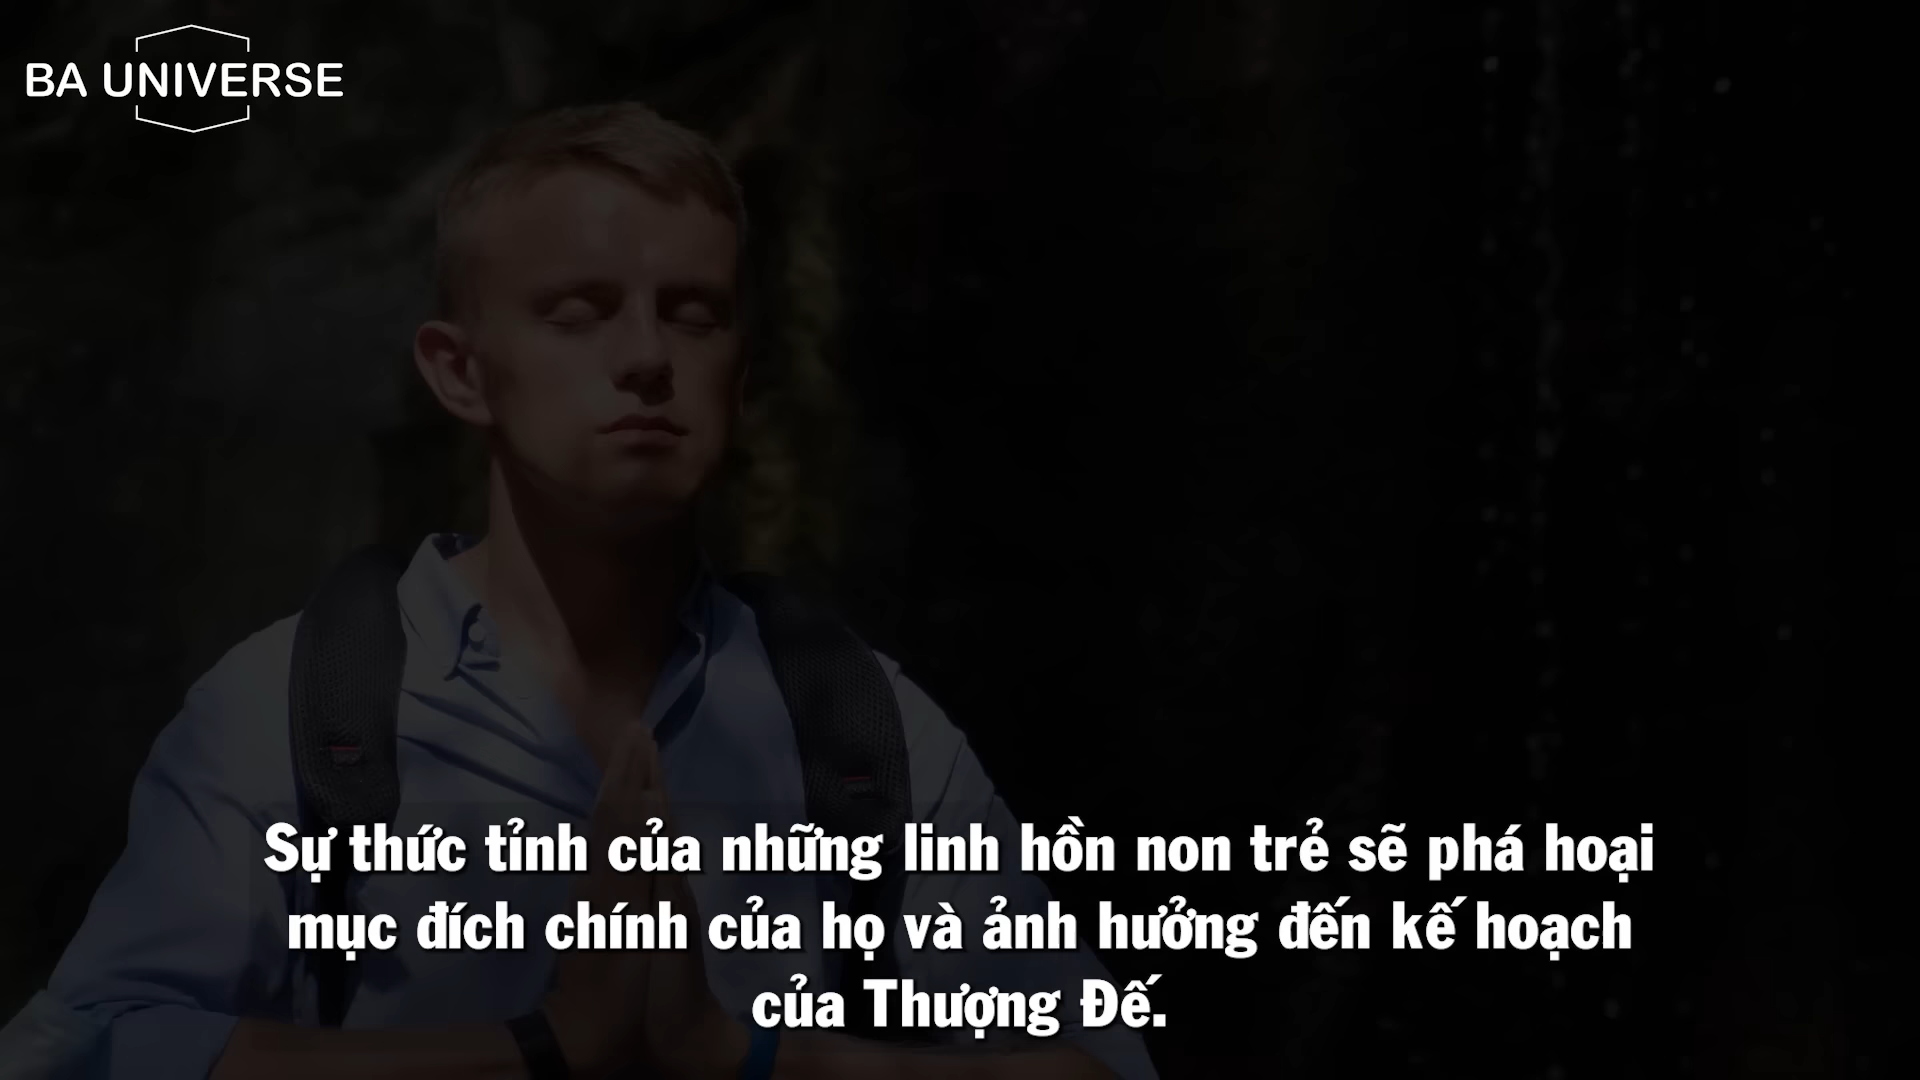 BA UNIVERSE
Sự thức tỉnh của những linh hồn non trẻ sẽ phá hoại
mục đích chính của họ và ảnh hưởng đến kế hoạch
của Thượng Đế.